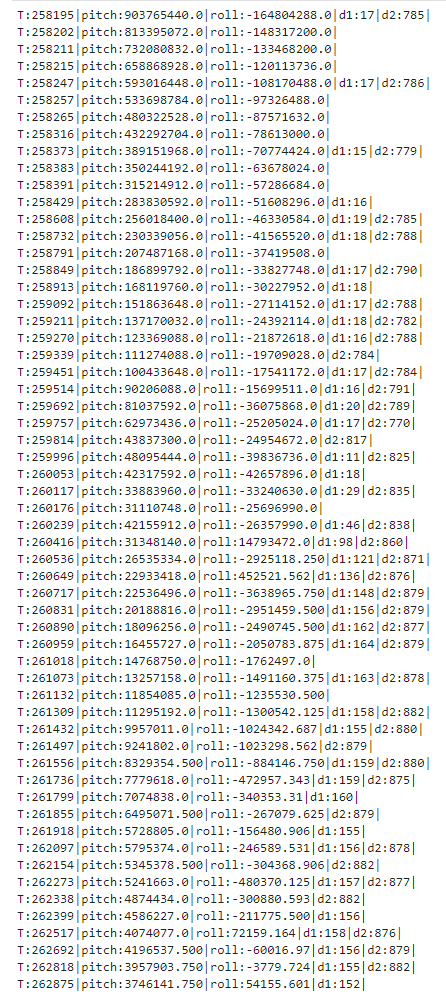 T:258195|pitch:903765440.0|roll:-164804288.0|d1:17|d2:785|
T:258202|pitch:813395072.0|roll:-148317200.0|
T:258211|pitch:732080832.0|roll:-133468200.0|
T:258215|pitch:658868928.0|roll:-120113736.0|
T:258247|pitch:593016448.0|roll:-108170488.0|d1:17|d2:786|
T:258257|pitch:533698784.0|roll:-97326488.0|
T:258265|pitch:480322528.0|roll:-87571632.0|
T:258316|pitch:432292704.0|roll:-78613000.0|
T:258373|pitch:389151968.0|roll:-70774424.0|d1:15|d2:779|
T:258383|pitch:350244192.0|roll:-63678024.0|
T:258391|pitch:315214912.0|roll:-57286684.0|
T:258429|pitch:283830592.0|roll:-51608296.0|d1:16|
T:258608|pitch:256018400.0|roll:-46330584.0|d1:19|d2:785|
T:258732|pitch:230339056.0|roll:-41565520.0|d1:18|d2:788|
T:258791|pitch:207487168.0|roll:-37419508.0|
T:258849|pitch:186899792.0|roll:-33827748.0|d1:17|d2:790|
T:258913|pitch:168119760.0|roll:-30227952.0|d1:18|
T:259092|pitch:151863648.0|roll:-27114152.0|d1:17|d2:788|
T:259211|pitch:137170032.0|roll:-24392114.0|d1:18|d2:782|
T:259270|pitch:123369088.0|roll:-21872618.0|d1:16|d2:788|
T:259339|pitch:111274088.0|roll:-19709028.0|d2:784|
T:259451|pitch:100433648.0|roll:-17541172.0|d1:17|d2:784|
T:259514|pitch:90206088.0|roll:-15699511.0|d1:16|d2:791|
T:259692|pitch:81037592.0|roll:-36075868.0|d1:20|d2:789|
T:259757|pitch:62973436.0|roll:-25205024.0|d1:17|d2:770|
T:259814|pitch:43837300.0|roll:-24954672.0|d2:817|
T:259996|pitch:48095444.0|roll:-39836736.0|d1:11|d2:825|
T:260053|pitch:42317592.0|roll:-42657896.0|d1:18|
T:260117|pitch:33883960.0|roll:-33240630.0|d1:29|d2:835|
T:260176|pitch:31110748.0|roll:-25696990.0|
T:260239|pitch:42155912.0|roll:-26357990.0|d1:46|d2:838|
T:260416|pitch:31348140.0|roll:14793472.0|d1:98|d2:860|
T:260536|pitch:26535334.0|roll:-2925118.250|d1:121|d2:871|
T:260649|pitch:22933418.0|roll:452521.562|d1:136|d2:876|
T:260717|pitch:22536496.0|roll:-3638965.750|d1:148|d2:879|
T:260831|pitch:20188816.0|roll:-2951459.500|d1:156|d2:879|
T:260890|pitch:18096256.0|roll:-2490745.500|d1:162|d2:877|
T:260959|pitch:16455727.0|roll:-2050783.875|d1:164|d2:879|
T:261018|pitch:14768750.0|roll:-1762497.0|
T:261073|pitch:13257158.0|roll:-1491160.375|d1:163|d2:878|
T:261132|pitch:11854085.0|roll:-1235530.500|
T:261309|pitch:11295192.0|roll:-1300542.125|d1:158|d2:882|
T:261432|pitch:9957011.0|roll:-1024342.687|d1:155|d2:880|
T:261497|pitch:9241802.0|roll:-1023298.562|d2:879|
T:261556|pitch:8329354.500|roll:-884146.750|d1:159|d2:880|
T:261736|pitch:7779618.0|roll:-472957.343|d1:159|d2:875|
T:261799|pitch:7074838.0|roll:-340353.31|d1:160|
T:261855|pitch:6495071.500|roll:-267079.625|d2:879|
T:261918|pitch:5728805.0|roll:-156480.906|d1:155|
T:262097|pitch:5795374.0|roll:-246589.531|d1:156|d2:878|
T:262154|pitch:5345378.500|roll:-304368.906|d2:882|
T:262273|pitch:5241663.0|roll:-480370.125|d1:157|d2:877|
T:262338|pitch:4874434.0|roll:-300880.593|d2:882|
T:262399|pitch:4586227.0|roll:-211775.500|d1:156|
T:262517|pitch:4074077.0|roll:72159.164|d1:158|d2:876|
T:262692|pitch:4196537.500|roll:-60016.97|d1:156|d2:879|
T:262818|pitch:3957903.750|roll:-3779.724|d1:155|d2:882|
T:262875|pitch:3746141.750|roll:54155.601|d1:152|